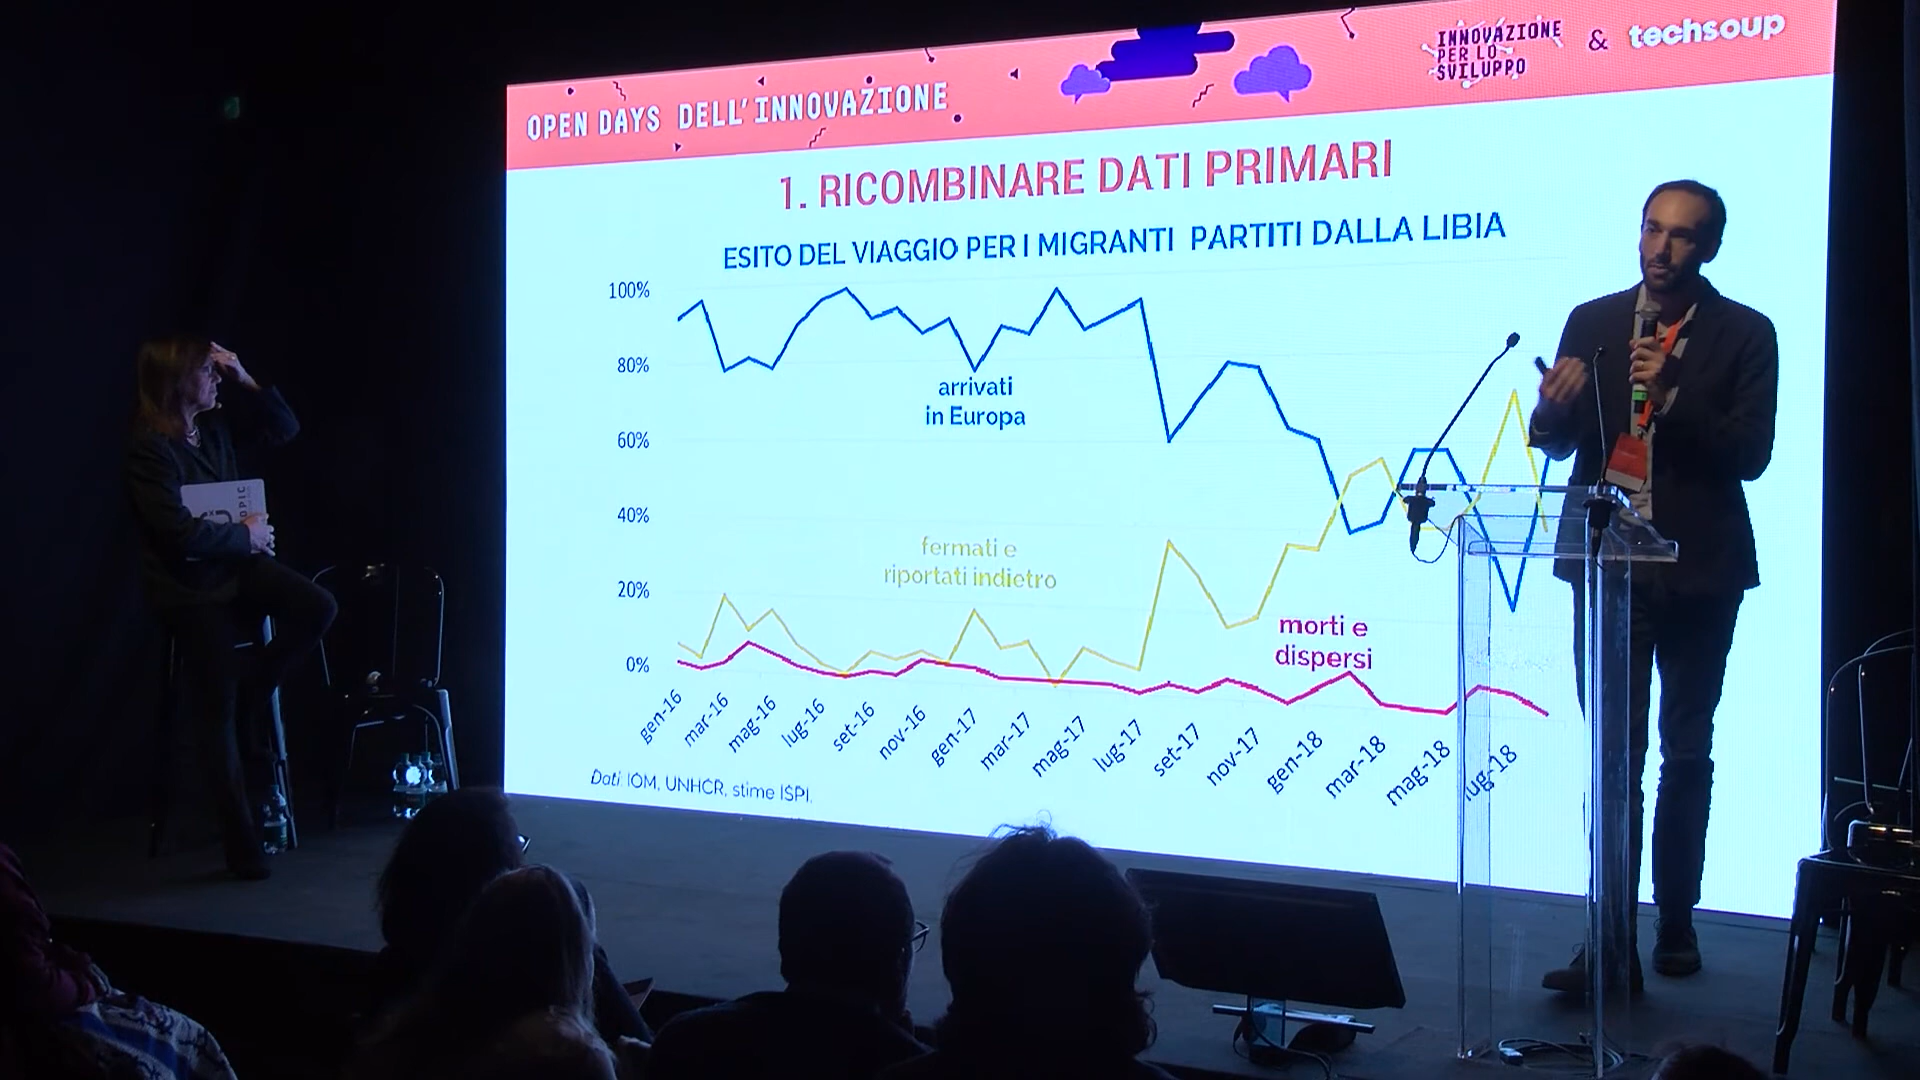 OPEN DAYS DELL'INNOVAZIONE
INNOVAZIONE
PER LO
SVILUPPO
& techsoup
1. RICOMBINARE DATI PRIMARI
ESITO DEL VIAGGIO PER I MIGRANTI PARTITI DALLA LIBIA
100%
80%
60%
40%
20%
0%
arrivati
in Europa
fermati e
riportati indietro
morti e
dispersi
gen-16
mar-16
mag-16
lug-16
set-16
nov-16
gen-17
mar-17
mag-17
lug-17
set-17
nov-17
gen-18
mar-18
mag-18
lug-18
Dati: IOM, UNHCR, stime ISPI.